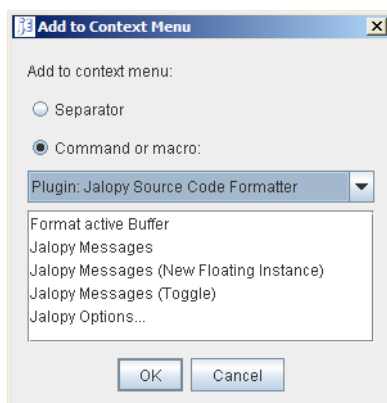 Add to Context Menu
Add to context menu:
Separator
Command or macro:
Plugin: Jalopy Source Code Formatter
Format active Buffer
Jalopy Messages
Jalopy Messages (New Floating Instance)
Jalopy Messages (Toggle)
Jalopy Options...
OK Cancel